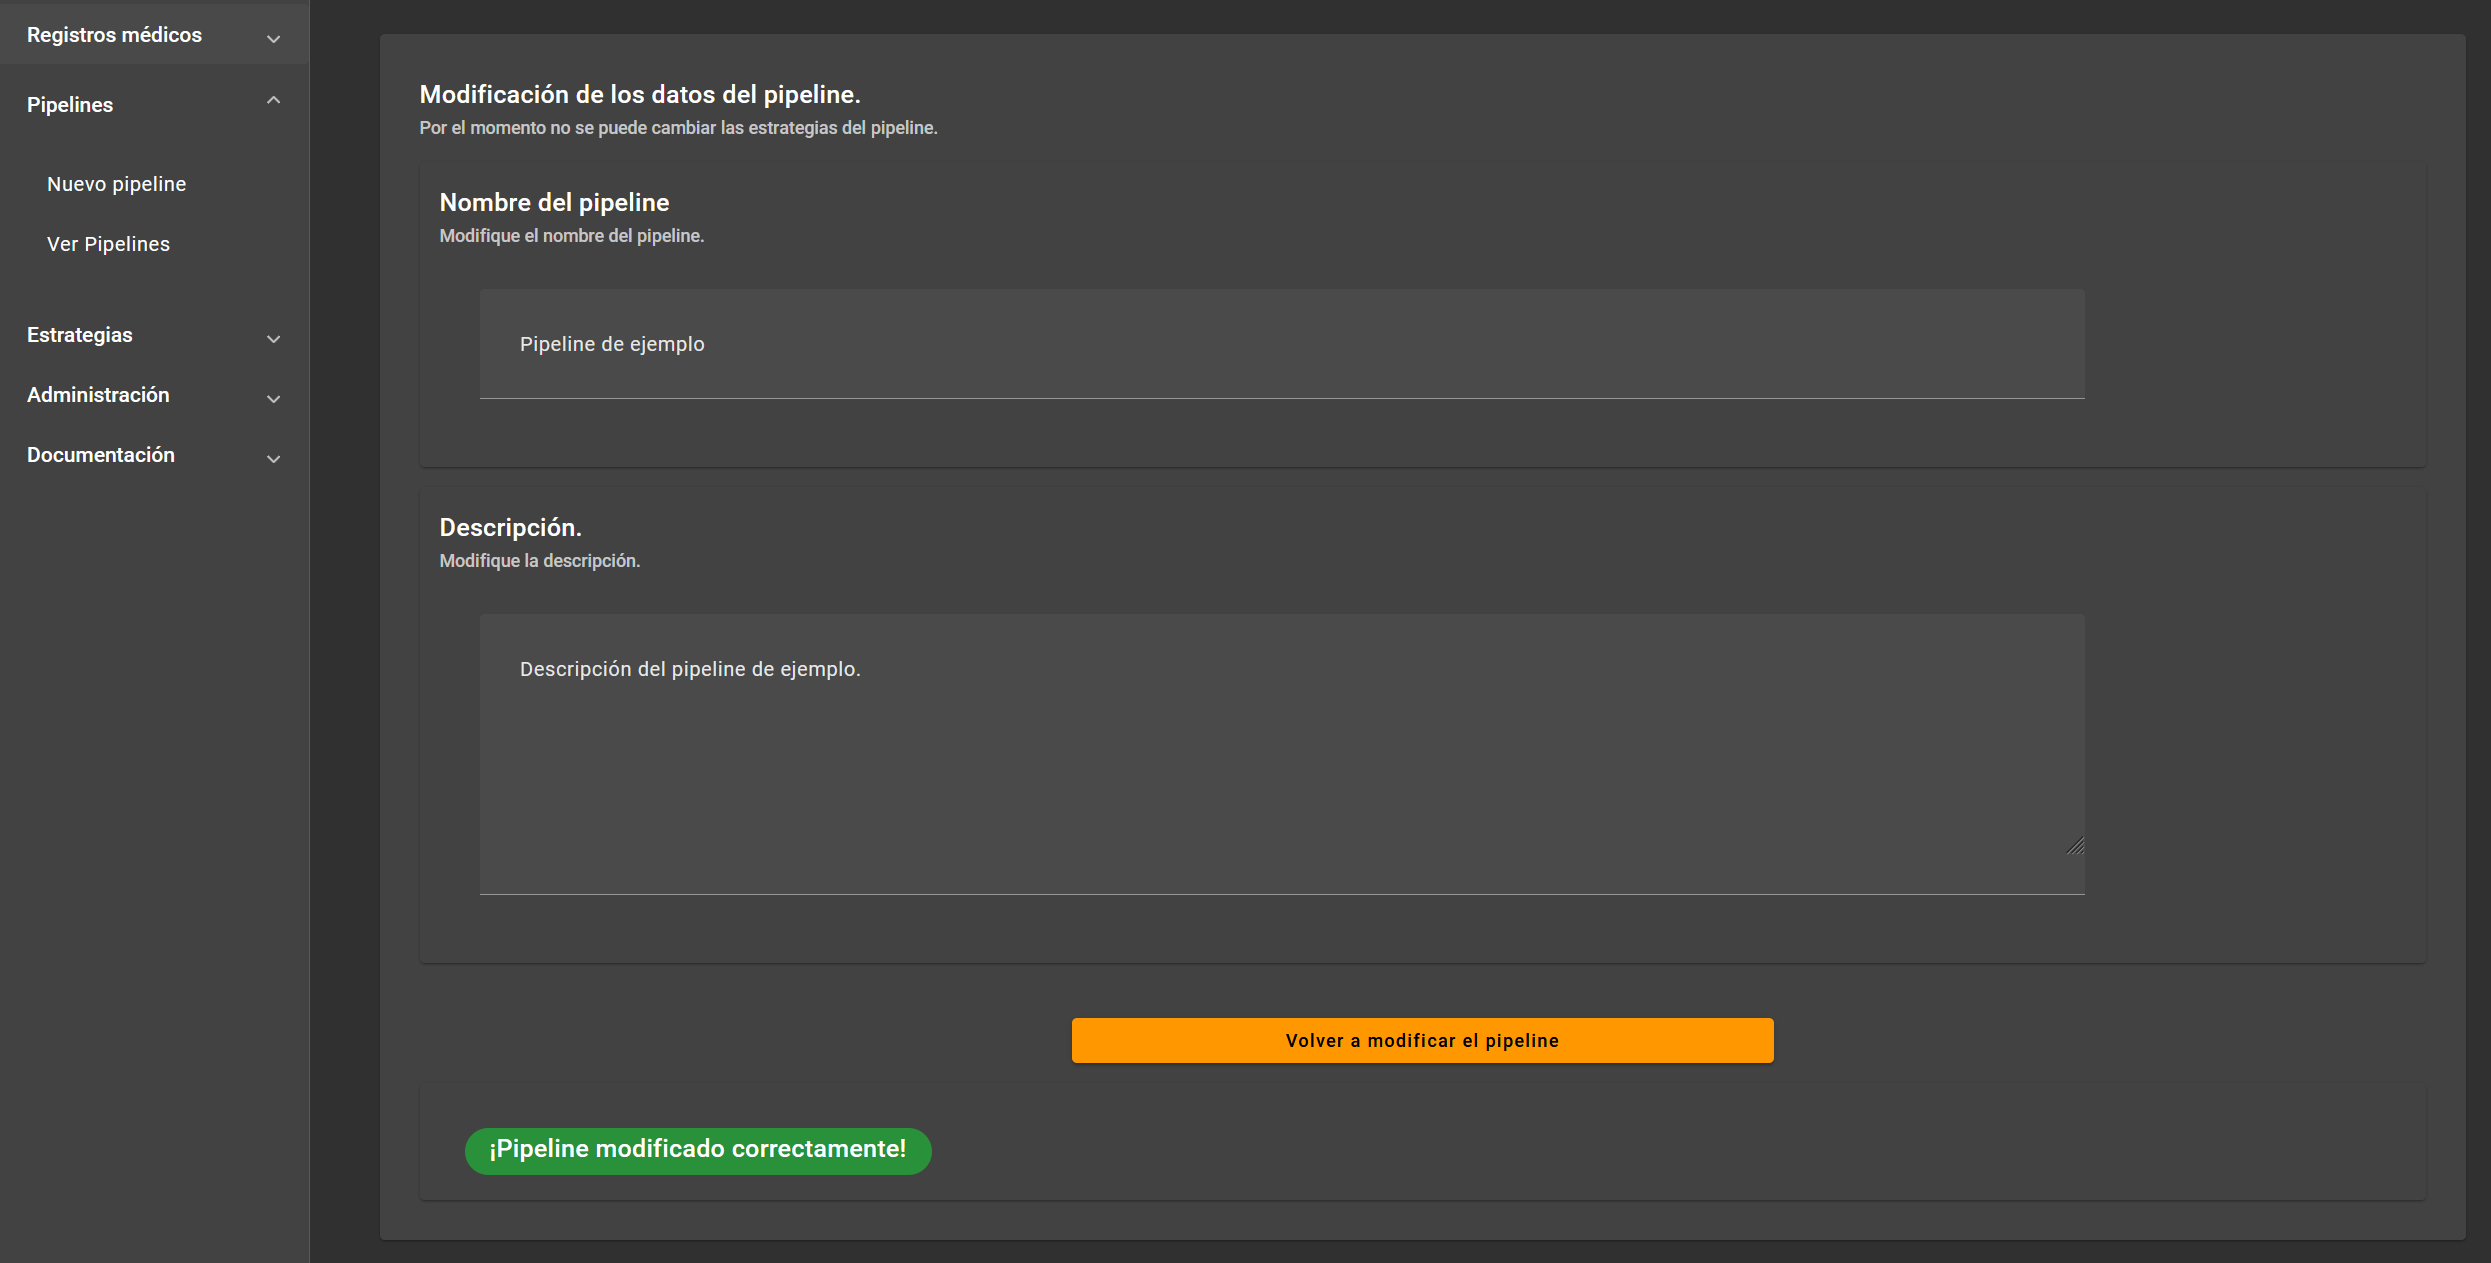 Registros médicos
Pipelines
Nuevo pipeline
Ver Pipelines
Estrategias
Administración
Documentación
Modificación de los datos del pipeline.
Por el momento no se puede cambiar las estrategias del pipeline.
Nombre del pipeline
Modifique el nombre del pipeline.
Pipeline de ejemplo
Descripción.
Modifique la descripción.
Descripción del pipeline de ejemplo.
Volver a modificar el pipeline
¡Pipeline modificado correctamente!